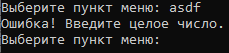 Выберите пункт меню: asdf
Ошибка! Введите целое число.
Выберите пункт меню: